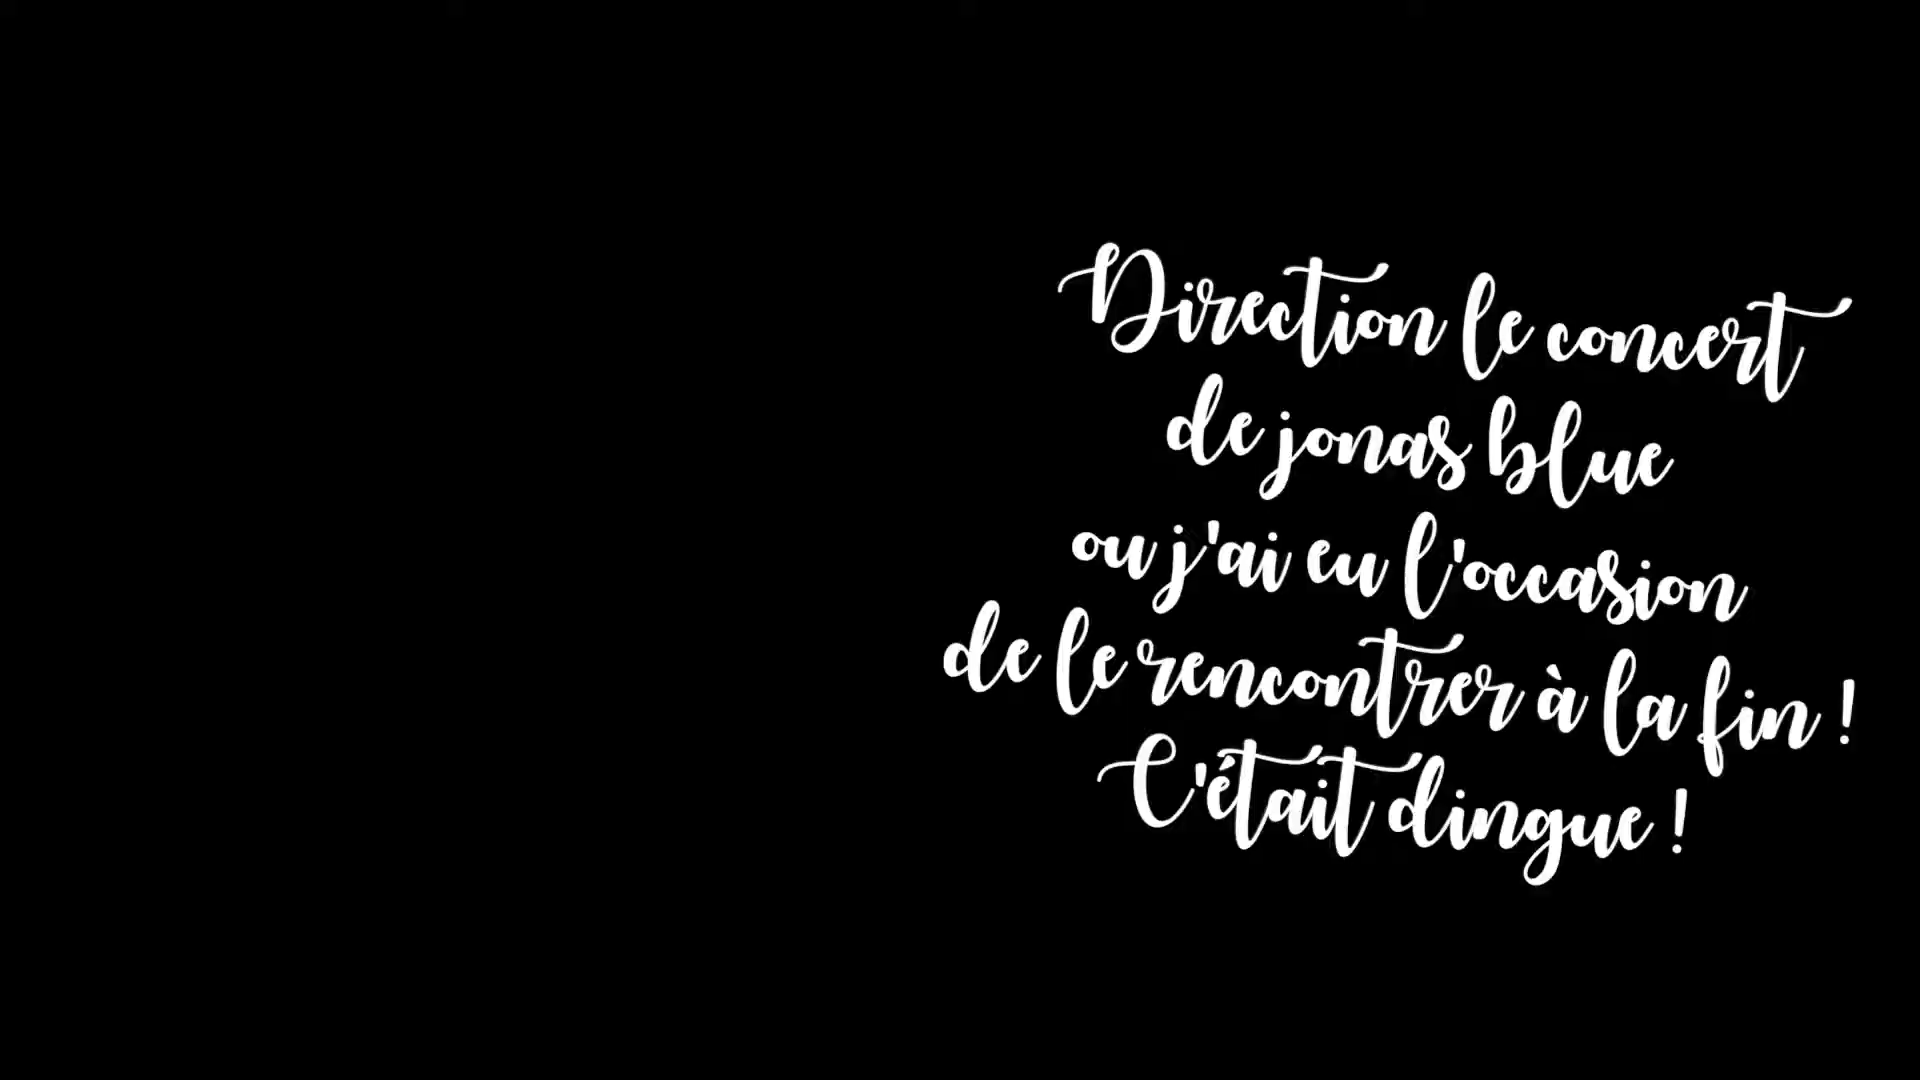 Direction le concert
de jonas blue
ou j'ai eu l'occasion
de le rencontrer à la fin !
C'était dingue !